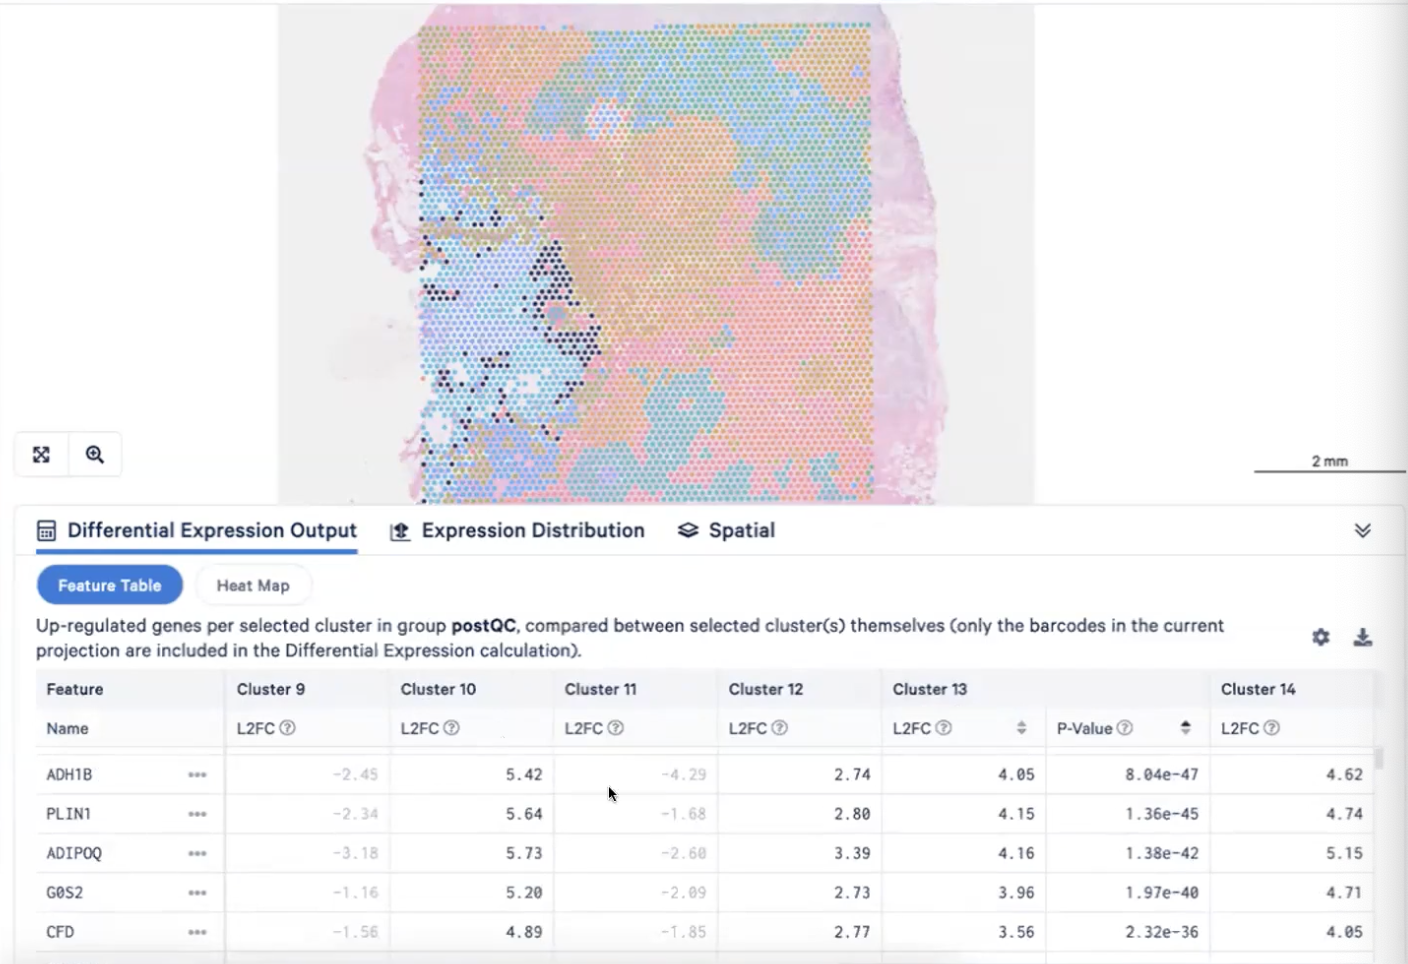 2 mm
Differential Expression Output Expression Distribution Spatial
Feature Table Heat Map
Up-regulated genes per selected cluster in group postQC, compared between selected cluster(s) themselves (only the barcodes in the current
projection are included in the Differential Expression calculation).
Feature Cluster 9 Cluster 10 Cluster 11 Cluster 12 Cluster 13 Cluster 14
Name L2FC ? L2FC ? L2FC ? L2FC ? L2FC ? P-Value ? L2FC ?
ADH1B ••• -2.45 5.42 -4.29 2.74 4.05 8.04e-47 4.62
PLIN1 ••• -2.34 5.64 -1.68 2.80 4.15 1.36e-45 4.74
ADIPOQ ••• -3.18 5.73 -2.60 3.39 4.16 1.38e-42 5.15
G0S2 ••• -1.16 5.20 -2.09 2.73 3.96 1.97e-40 4.71
CFD ••• -1.56 4.89 -1.85 2.77 3.56 2.32e-36 4.05